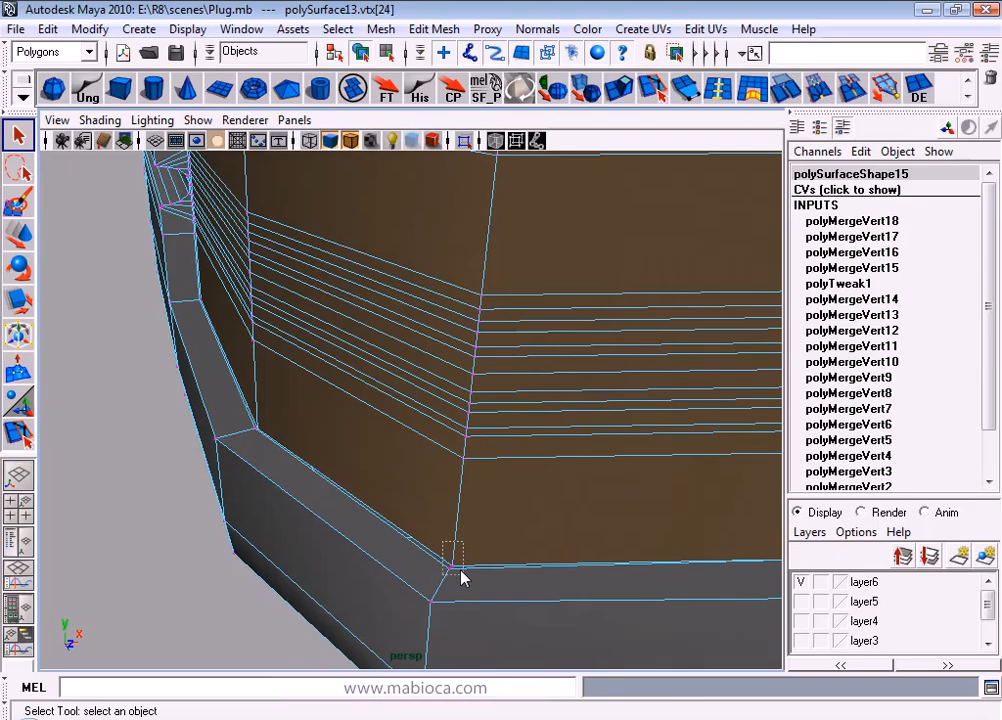 Autodesk Maya 2010: E:\R8\scenes\Plug.mb --- polySurface13.vtx[24]
File Edit Modify Create Display Window Assets Select Mesh Edit Mesh Proxy Normals Color Create UVs Edit UVs Muscle Help
Polygons Objects
Ung FT His CP mel SF_P DE
View Shading Lighting Show Renderer Panels
Channels Edit Object Show
polySurfaceShape15
CVs (click to show)
INPUTS
polyMergeVert18
polyMergeVert17
polyMergeVert16
polyMergeVert15
polyTweak1
polyMergeVert14
polyMergeVert13
polyMergeVert12
polyMergeVert11
polyMergeVert10
polyMergeVert9
polyMergeVert8
polyMergeVert7
polyMergeVert6
polyMergeVert5
polyMergeVert4
polyMergeVert3
polyMergeVert2
Display Render Anim
Layers Options Help
V layer6
layer5
layer4
layer3
<< >>
y
x
z
persp
MEL www.mabioca.com
Select Tool: select an object